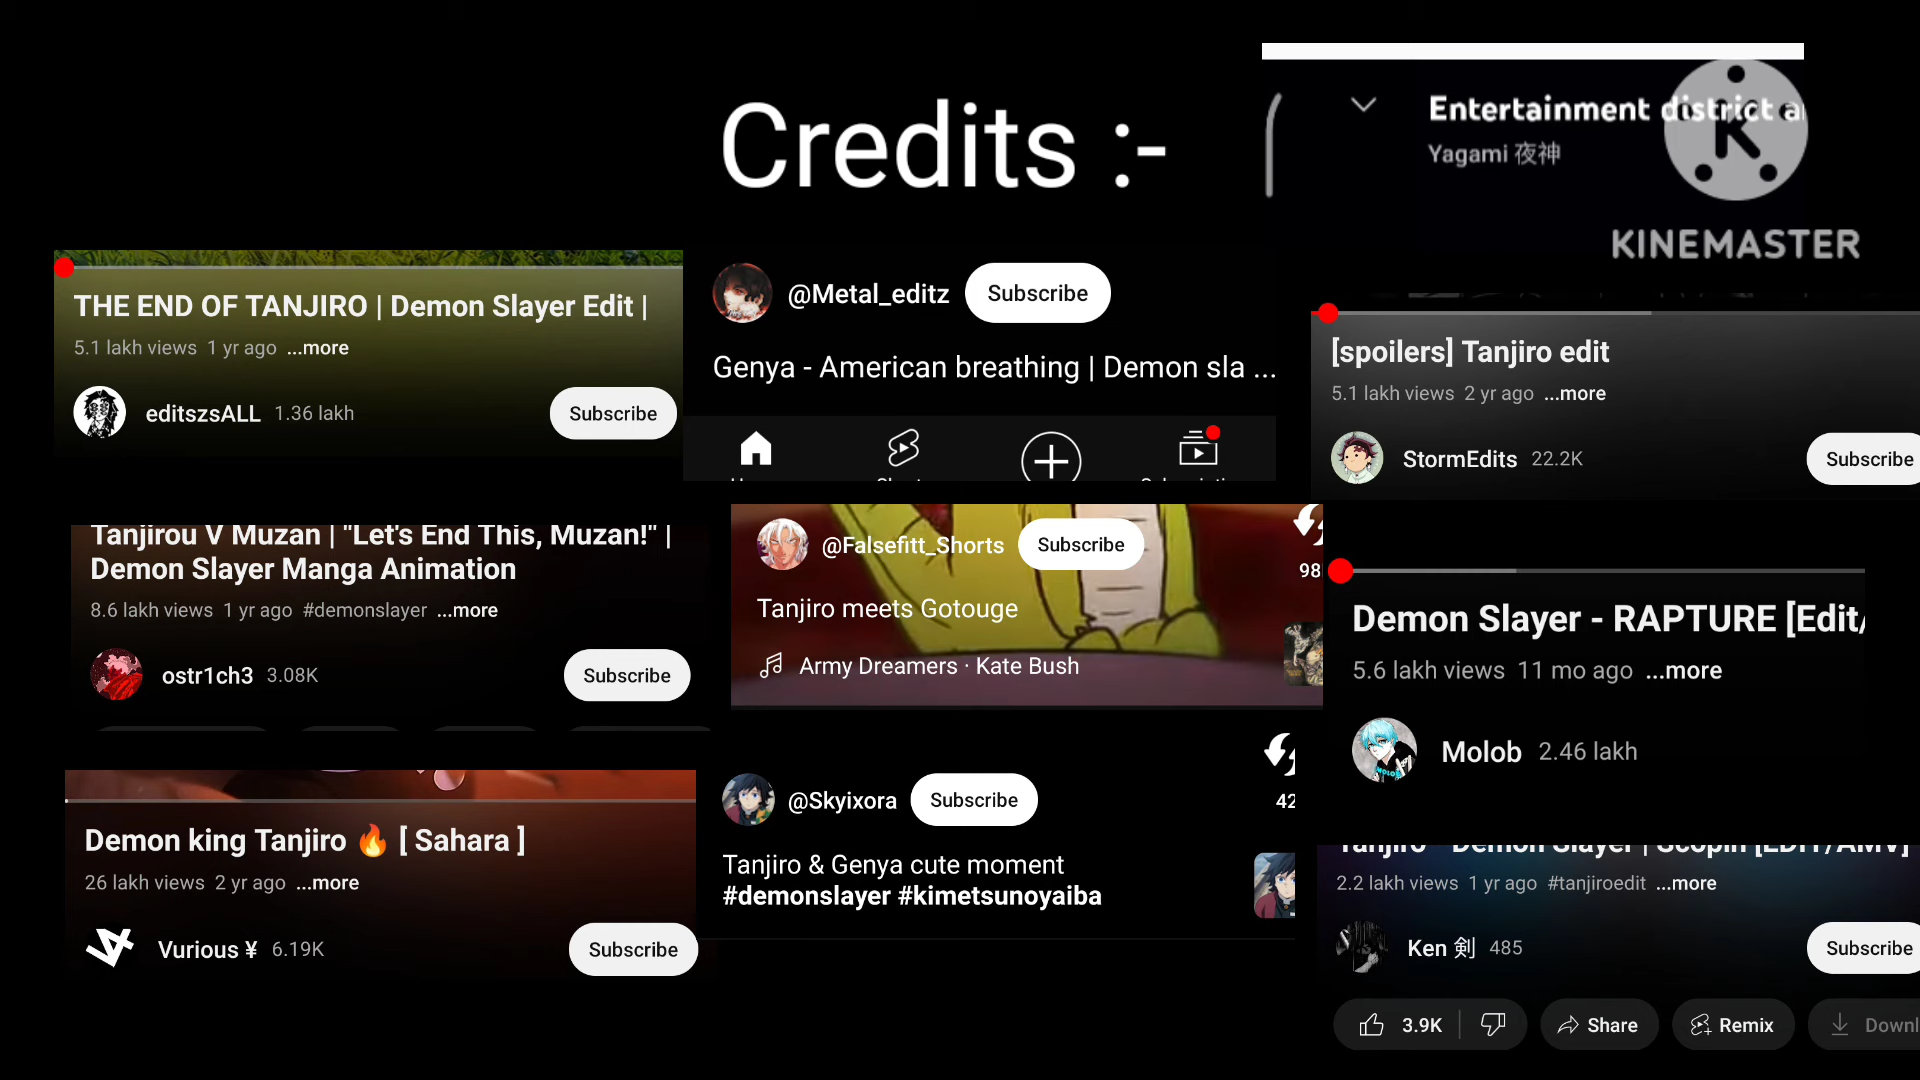 Credits :-
Entertainment district
Yagami 夜神
KINEMASTER
THE END OF TANJIRO | Demon Slayer Edit |
5.1 lakh views 1 yr ago ...more
editszsALL 1.36 lakh
Subscribe
@Metal_editz Subscribe
Genya - American breathing | Demon sla ...
[spoilers] Tanjiro edit
5.1 lakh views 2 yr ago ...more
StormEdits 22.2K
Subscribe
Tanjirou V Muzan | "Let's End This, Muzan!" |
Demon Slayer Manga Animation
8.6 lakh views 1 yr ago #demonslayer ...more
ostr1ch3 3.08K
Subscribe
@Falsefitt_Shorts Subscribe
98
Tanjiro meets Gotouge
Army Dreamers · Kate Bush
Demon Slayer - RAPTURE [Edit/
5.6 lakh views 11 mo ago ...more
Molob 2.46 lakh
Demon king Tanjiro 🔥 [ Sahara ]
26 lakh views 2 yr ago ...more
Vurious ¥ 6.19K
Subscribe
@Skyixora Subscribe
42
Tanjiro & Genya cute moment
#demonslayer #kimetsunoyaiba
Tanjiro - Demon Slayer | Scopin [EDIT/AMV]
2.2 lakh views 1 yr ago #tanjiroedit ...more
Ken 剣 485
Subscribe
3.9K
Share
Remix